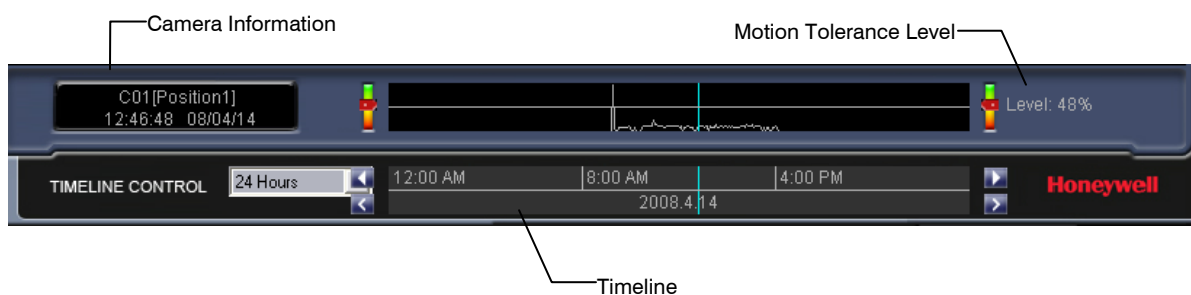 Camera Information
Motion Tolerance Level
C01[Position1]
12:46:48 08/04/14
Level: 48%
TIMELINE CONTROL
24 Hours
12:00 AM
8:00 AM
4:00 PM
2008.4.14
Honeywell
Timeline